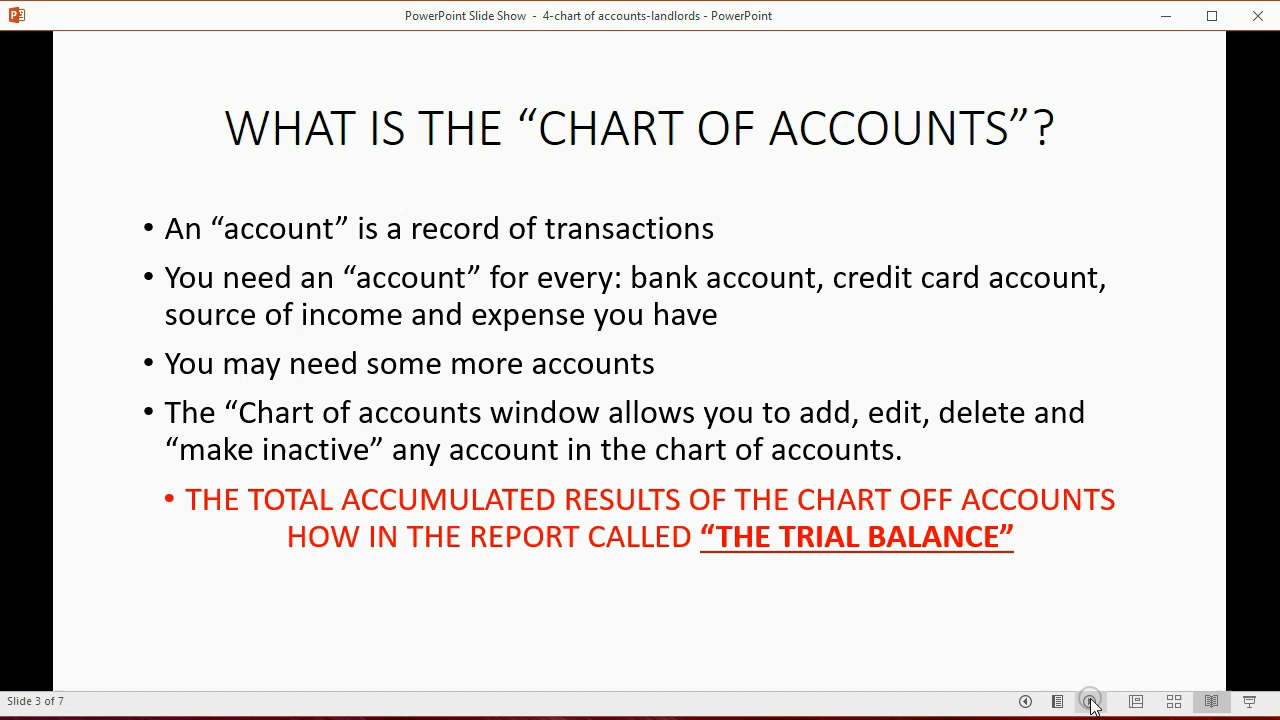 PowerPoint Slide Show - 4-chart of accounts-landlords - PowerPoint
WHAT IS THE “CHART OF ACCOUNTS”?
• An “account” is a record of transactions
• You need an “account” for every: bank account, credit card account,
source of income and expense you have
• You may need some more accounts
• The “Chart of accounts window allows you to add, edit, delete and
“make inactive” any account in the chart of accounts.
• THE TOTAL ACCUMULATED RESULTS OF THE CHART OFF ACCOUNTS
HOW IN THE REPORT CALLED “THE TRIAL BALANCE”
Slide 3 of 7